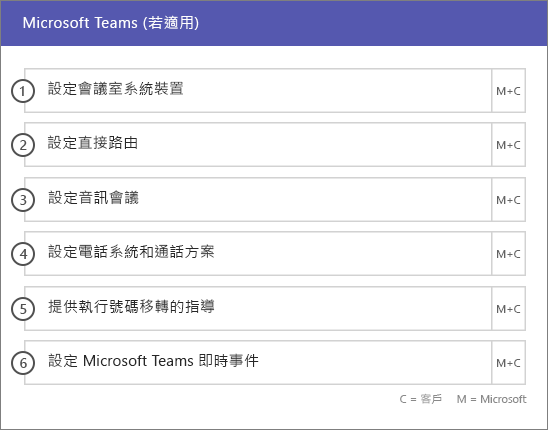 Microsoft Teams (若適用)
1 設定會議室系統裝置 M+C
2 設定直接路由 M+C
3 設定音訊會議 M+C
4 設定電話系統和通話方案 M+C
5 提供執行號碼移轉的指導 M+C
6 設定 Microsoft Teams 即時事件 M+C
C = 客戶 M = Microsoft